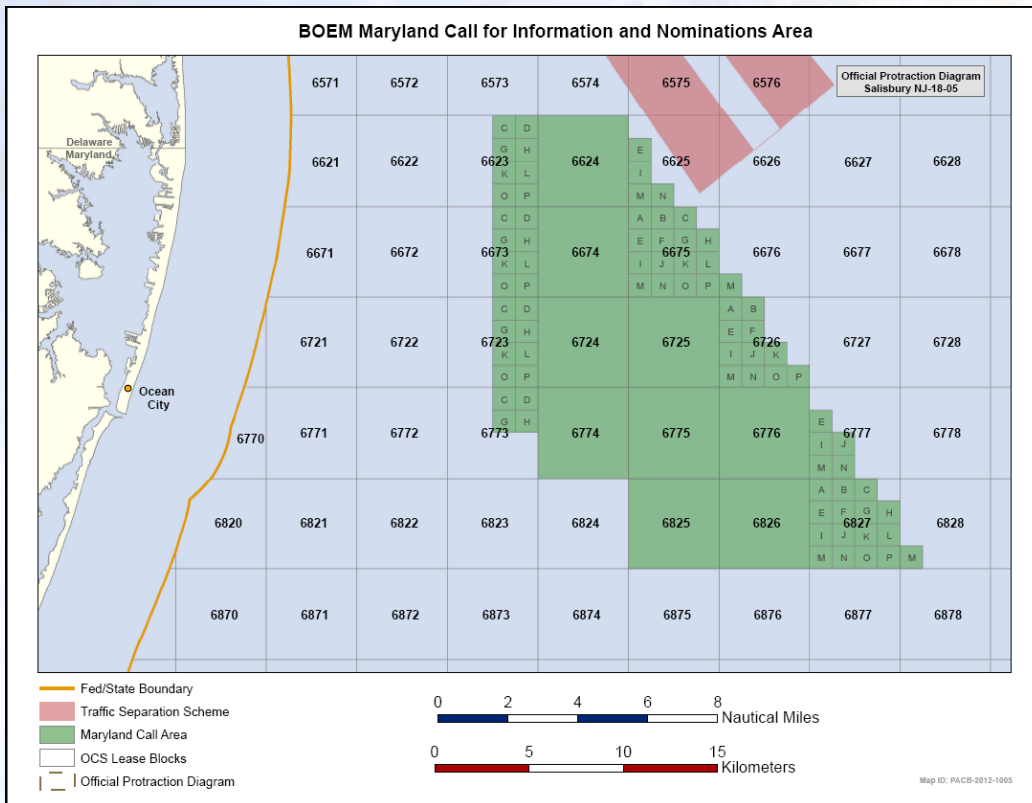 BOEM Maryland Call for Information and Nominations Area
6571 6572 6573 6574 6575 6576
Official Protraction Diagram
Salisbury NJ-18-05
Delaware
Maryland
C D
G H
6621 6622 6623 6624 6625 6626 6627 6628
E
K L
I
O P
M N
C D
A B C
G H
E F G H
6671 6672 6673 6674 6675 6676 6677 6678
K L
I J K L
O P
M N O P M
C D
A B
G H
E F
6721 6722 6723 6724 6725 6726 6727 6728
K L
I J K
O P
M N O P
Ocean
City
C D
G H
E
6770 6771 6772 6773 6774 6775 6776 6777 6778
I J
M N
A B C
E F G H
6820 6821 6822 6823 6824 6825 6826 6827 6828
I J K L
M N O P M
6870 6871 6872 6873 6874 6875 6876 6877 6878
Fed/State Boundary
Traffic Separation Scheme
Maryland Call Area
OCS Lease Blocks
Official Protraction Diagram
0 2 4 6 8
Nautical Miles
0 5 10 15
Kilometers
Map ID: PACB-2012-1005